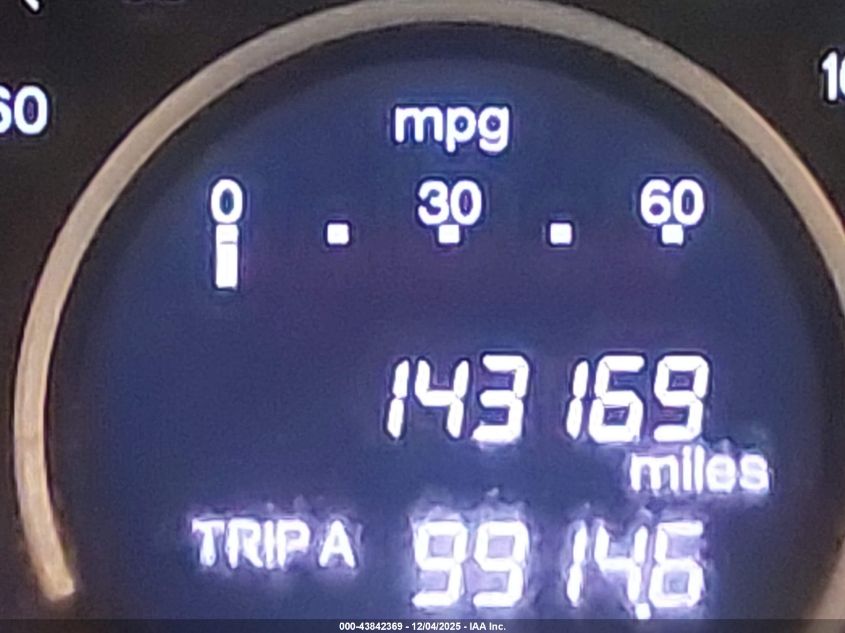 60
mpg
0 30 60
143169
miles
TRIP A 9914.6
000-43842369 - 12/04/2025 - IAA Inc.